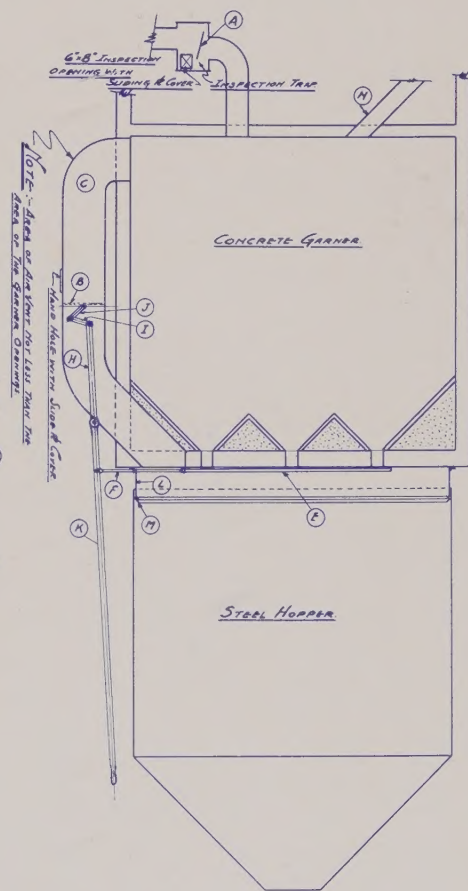 A
6"x8" INSPECTION
OPENING WITH
SLIDING & COVER
INSPECTION TRAP
N
C
CONCRETE GARNER
NOTE:- AREA OF AIR VENT NOT LESS THAN THE
AREA OF THE GARNER OPENINGS
HAND HOLE WITH SLIDE & COVER
B
J
I
H
F
L
E
M
K
STEEL HOPPER